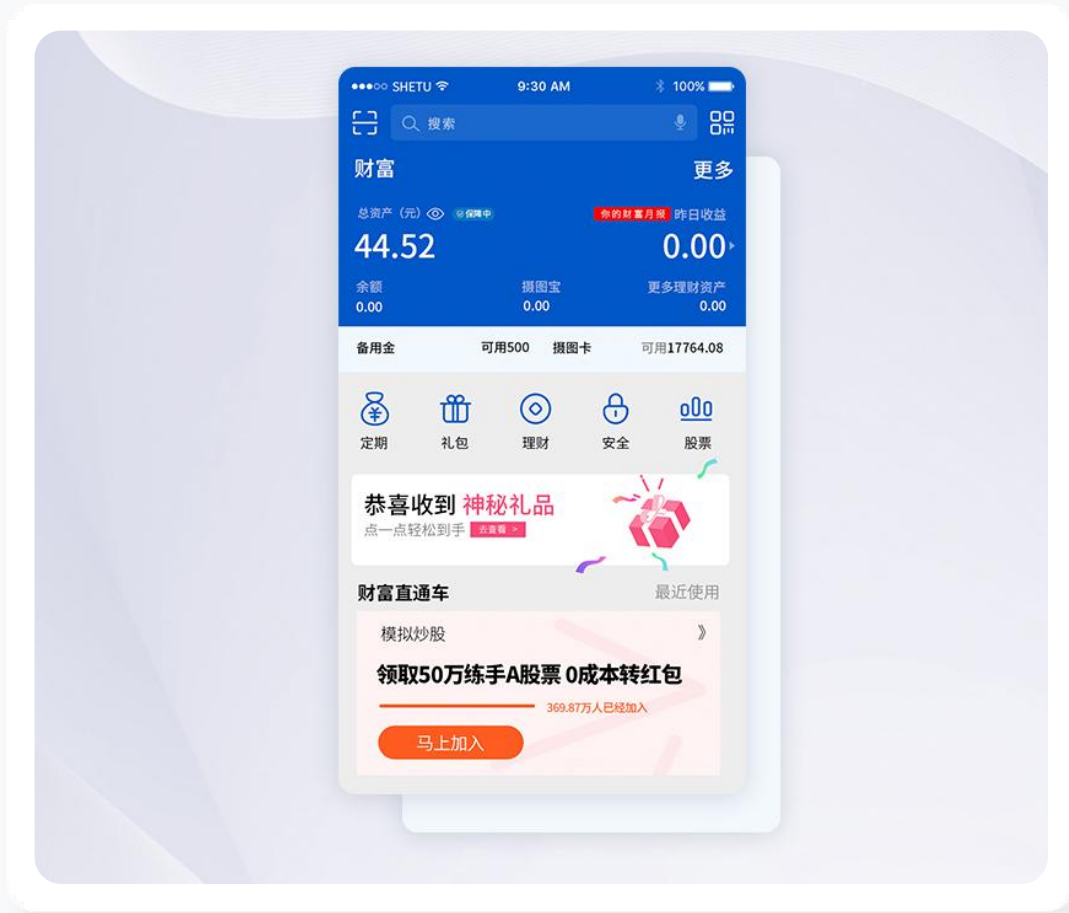 SHETU 9:30 AM 100%
搜索
财富 更多
总资产（元） 保障中 你的财富月报 昨日收益
44.52 0.00
余额 摄图宝 更多理财资产
0.00 0.00 0.00
备用金 可用500 摄图卡 可用17764.08
定期 礼包 理财 安全 股票
恭喜收到 神秘礼品
点一点轻松到手 去查看 >
财富直通车 最近使用
模拟炒股 》
领取50万练手A股票 0成本转红包
369.87万人已经加入
马上加入